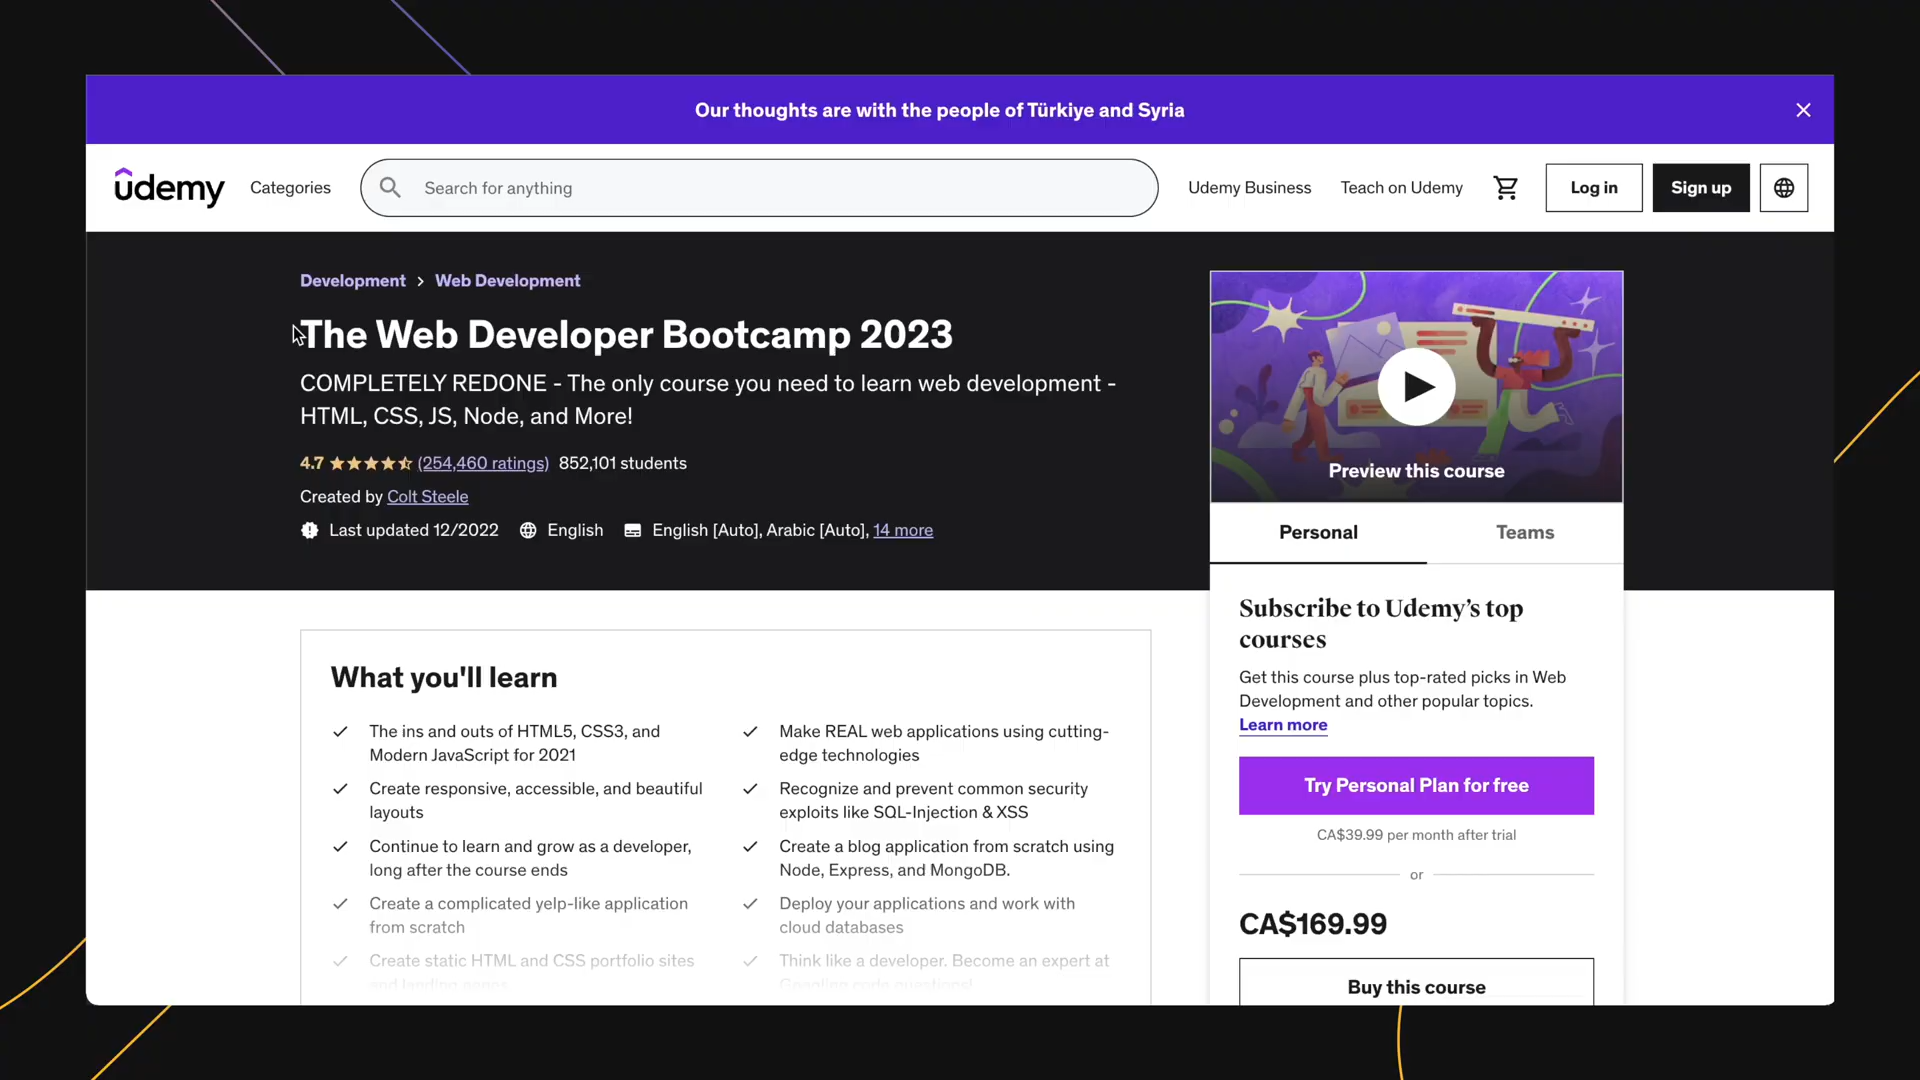 Our thoughts are with the people of Türkiye and Syria
udemy
Categories
Search for anything
Udemy Business
Teach on Udemy
Log in
Sign up
Development
Web Development
The Web Developer Bootcamp 2023
COMPLETELY REDONE - The only course you need to learn web development -
HTML, CSS, JS, Node, and More!
4.7 (254,460 ratings) 852,101 students
Created by Colt Steele
Last updated 12/2022 English English [Auto], Arabic [Auto], 14 more
Preview this course
Personal
Teams
Subscribe to Udemy’s top
courses
Get this course plus top-rated picks in Web
Development and other popular topics.
Learn more
Try Personal Plan for free
CA$39.99 per month after trial
or
CA$169.99
Buy this course
What you'll learn
The ins and outs of HTML5, CSS3, and
Modern JavaScript for 2021
Create responsive, accessible, and beautiful
layouts
Continue to learn and grow as a developer,
long after the course ends
Create a complicated yelp-like application
from scratch
Create static HTML and CSS portfolio sites
and landing pages
Make REAL web applications using cutting-
edge technologies
Recognize and prevent common security
exploits like SQL-Injection & XSS
Create a blog application from scratch using
Node, Express, and MongoDB.
Deploy your applications and work with
cloud databases
Think like a developer. Become an expert at
Googling code questions!